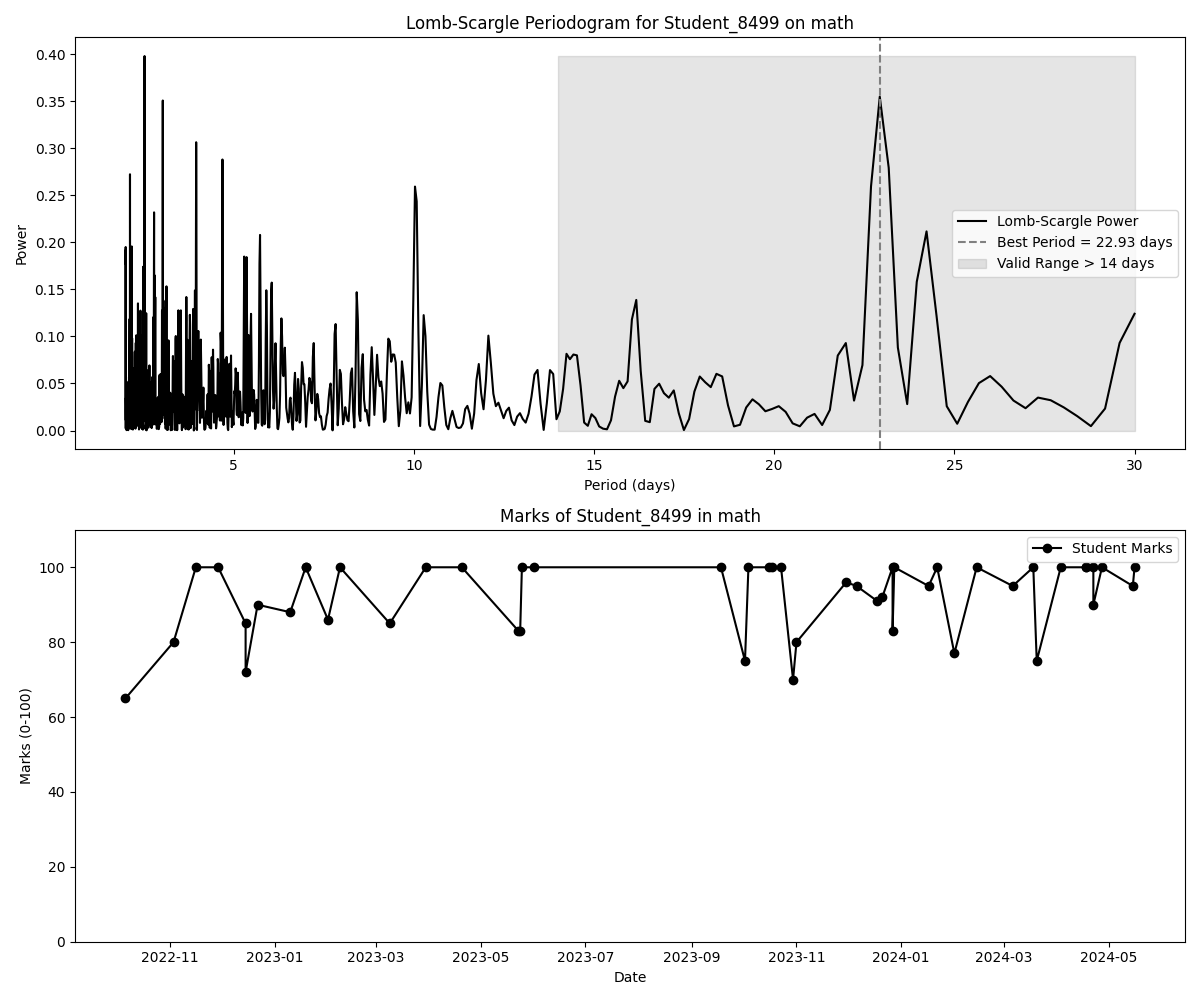 Lomb-Scargle Periodogram for Student_8499 on math
0.40
0.35
0.30
0.25
0.20
0.15
0.10
0.05
0.00
Power
Lomb-Scargle Power
Best Period = 22.93 days
Valid Range > 14 days
5 10 15 20 25 30
Period (days)
Marks of Student_8499 in math
Student Marks
100
80
60
40
20
0
Marks (0-100)
2022-11 2023-01 2023-03 2023-05 2023-07 2023-09 2023-11 2024-01 2024-03 2024-05
Date